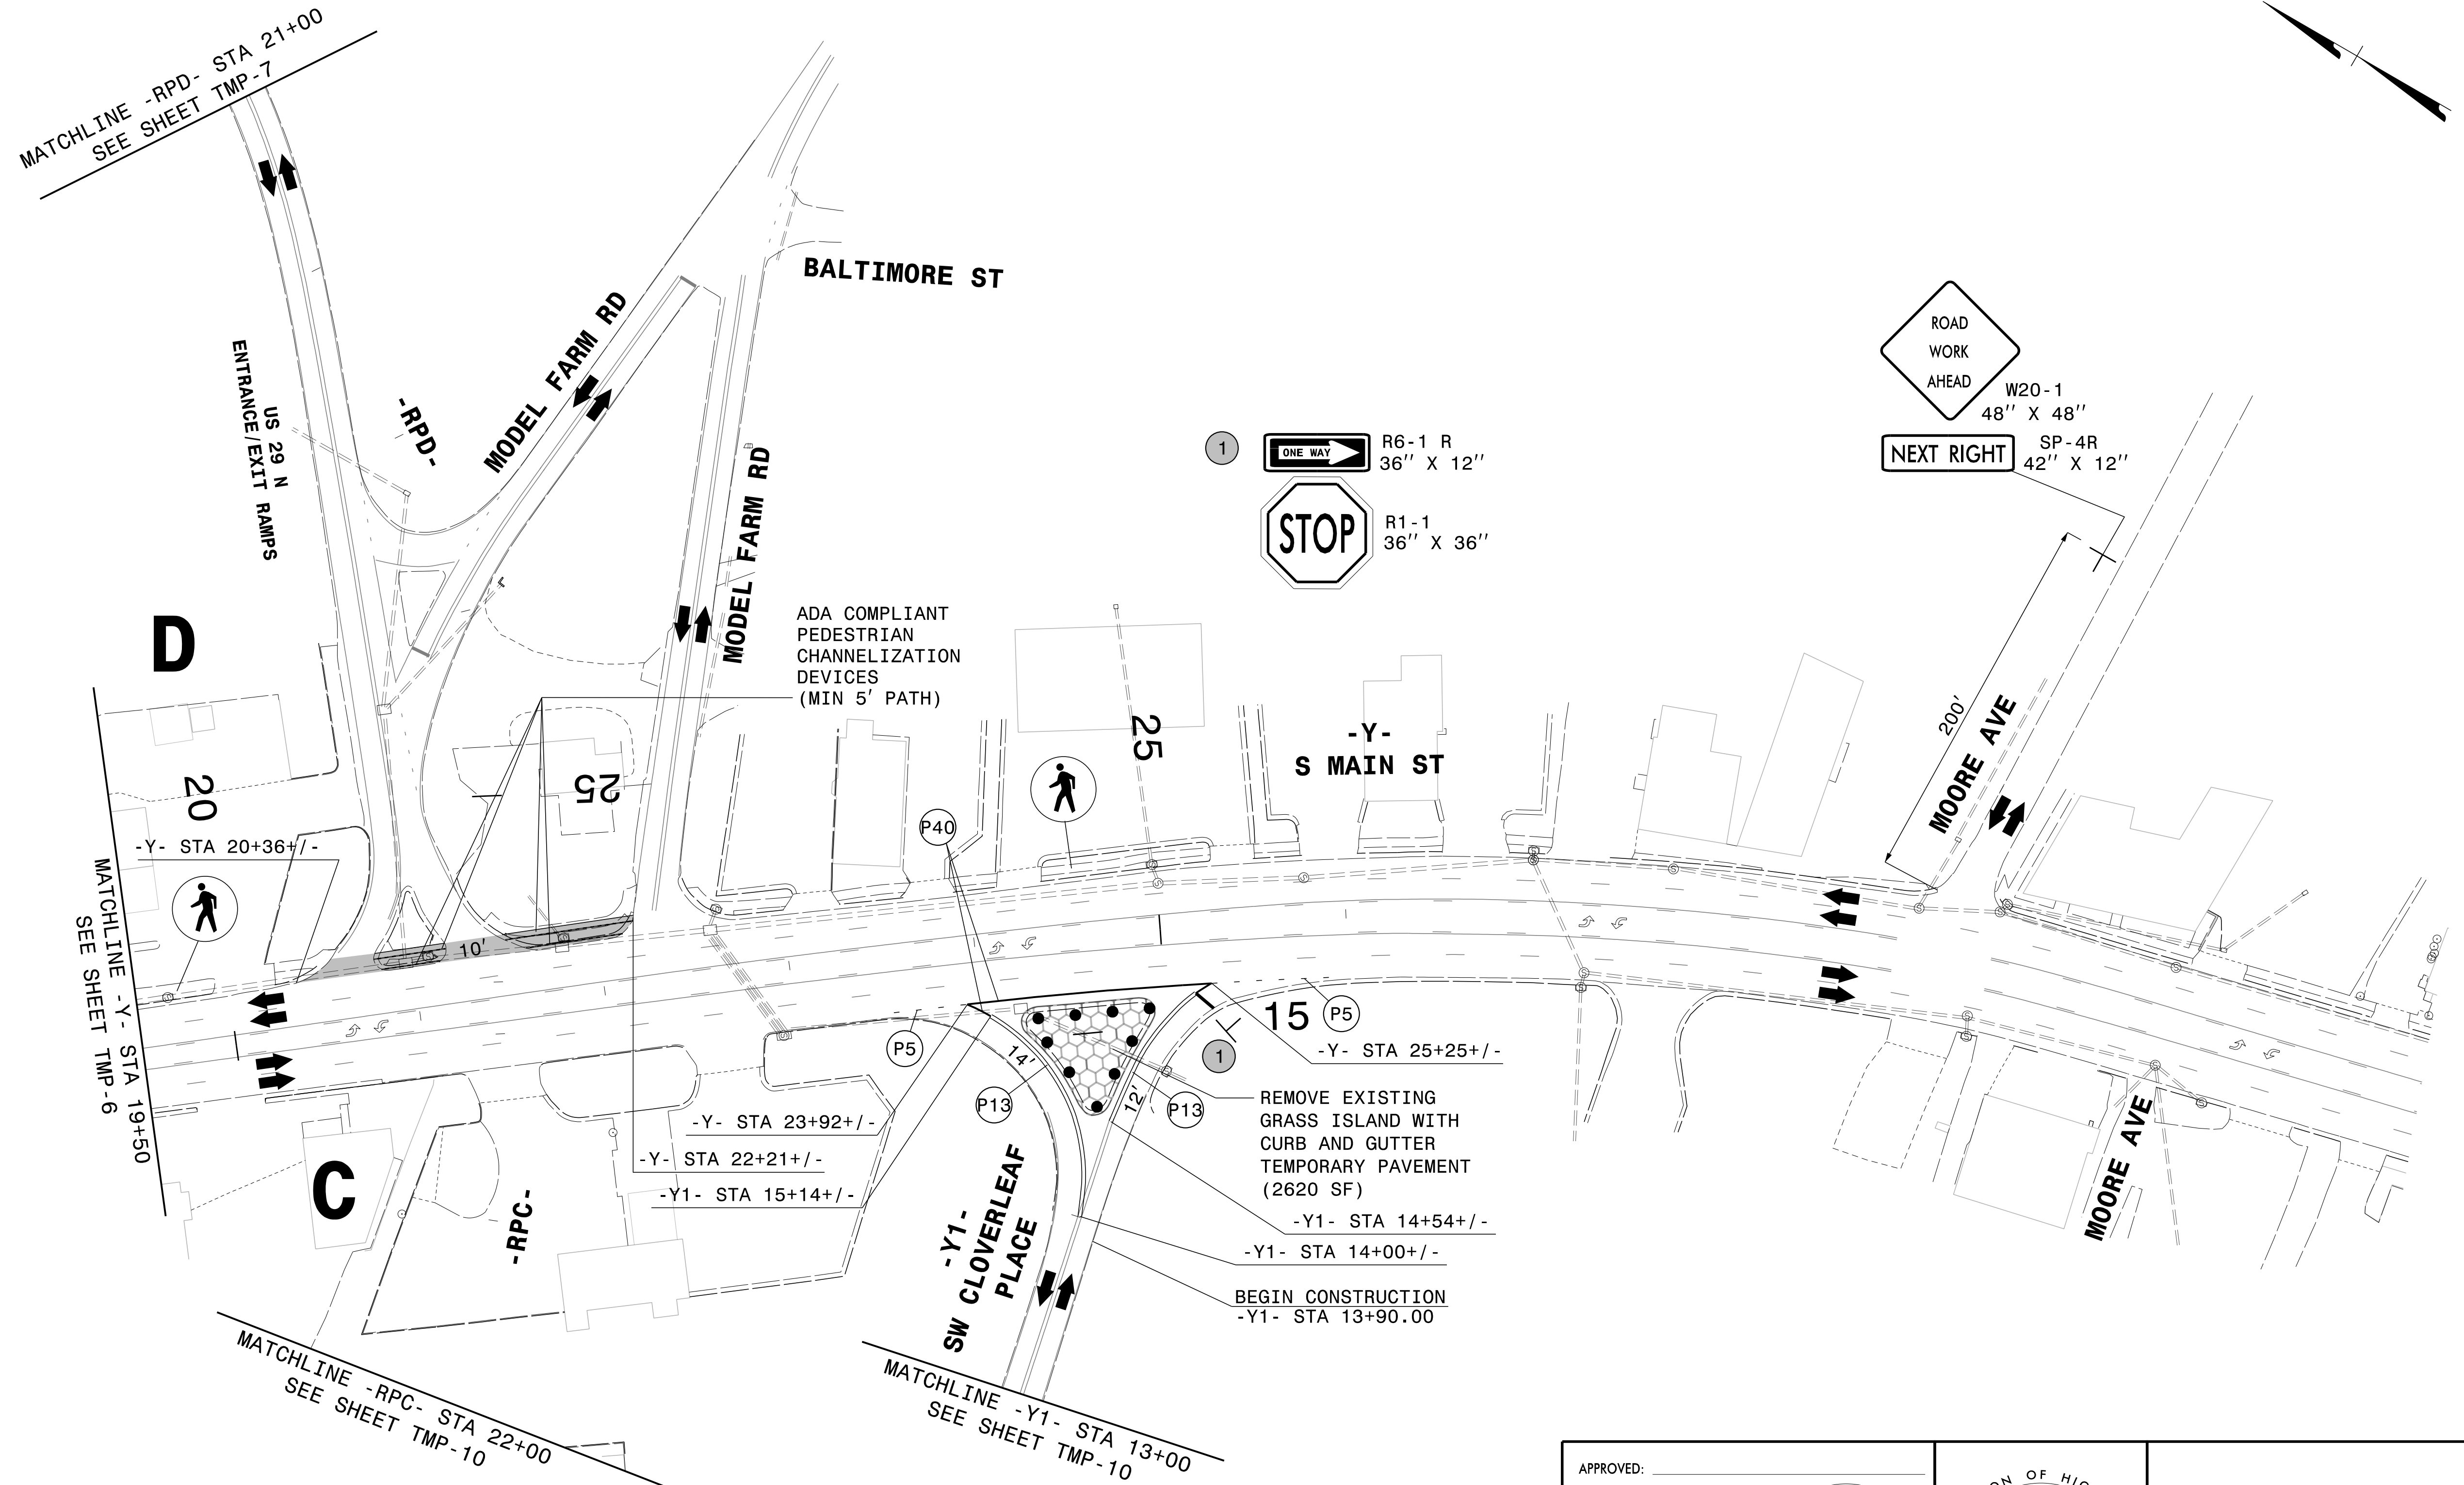 MATCHLINE -RPD- STA 21+00
SEE SHEET TMP-7
BALTIMORE ST
MODEL FARM RD
-RPD-
US 29 N
ENTRANCE/EXIT RAMPS
MODEL FARM RD
1
ONE WAY
R6-1 R
36’’ X 12’’
STOP
R1-1
36’’ X 36’’
ROAD
WORK
AHEAD
W20-1
48’’ X 48’’
NEXT RIGHT
SP-4R
42’’ X 12’’
200’
MOORE AVE
D
ADA COMPLIANT
PEDESTRIAN
CHANNELIZATION
DEVICES
(MIN 5’ PATH)
25
-Y-
S MAIN ST
20
25
P40
-Y- STA 20+36+/-
10’
MATCHLINE -Y- STA 19+50
SEE SHEET TMP-6
P5
14’
P13
15
P5
1
-Y- STA 25+25+/-
12’
P13
REMOVE EXISTING
GRASS ISLAND WITH
CURB AND GUTTER
TEMPORARY PAVEMENT
(2620 SF)
-Y- STA 23+92+/-
-Y- STA 22+21+/-
-Y1- STA 15+14+/-
C
-RPC-
-Y1-
SW CLOVERLEAF
PLACE
-Y1- STA 14+54+/-
-Y1- STA 14+00+/-
BEGIN CONSTRUCTION
-Y1- STA 13+90.00
MOORE AVE
MATCHLINE -RPC- STA 22+00
SEE SHEET TMP-10
MATCHLINE -Y1- STA 13+00
SEE SHEET TMP-10
APPROVED:
OF